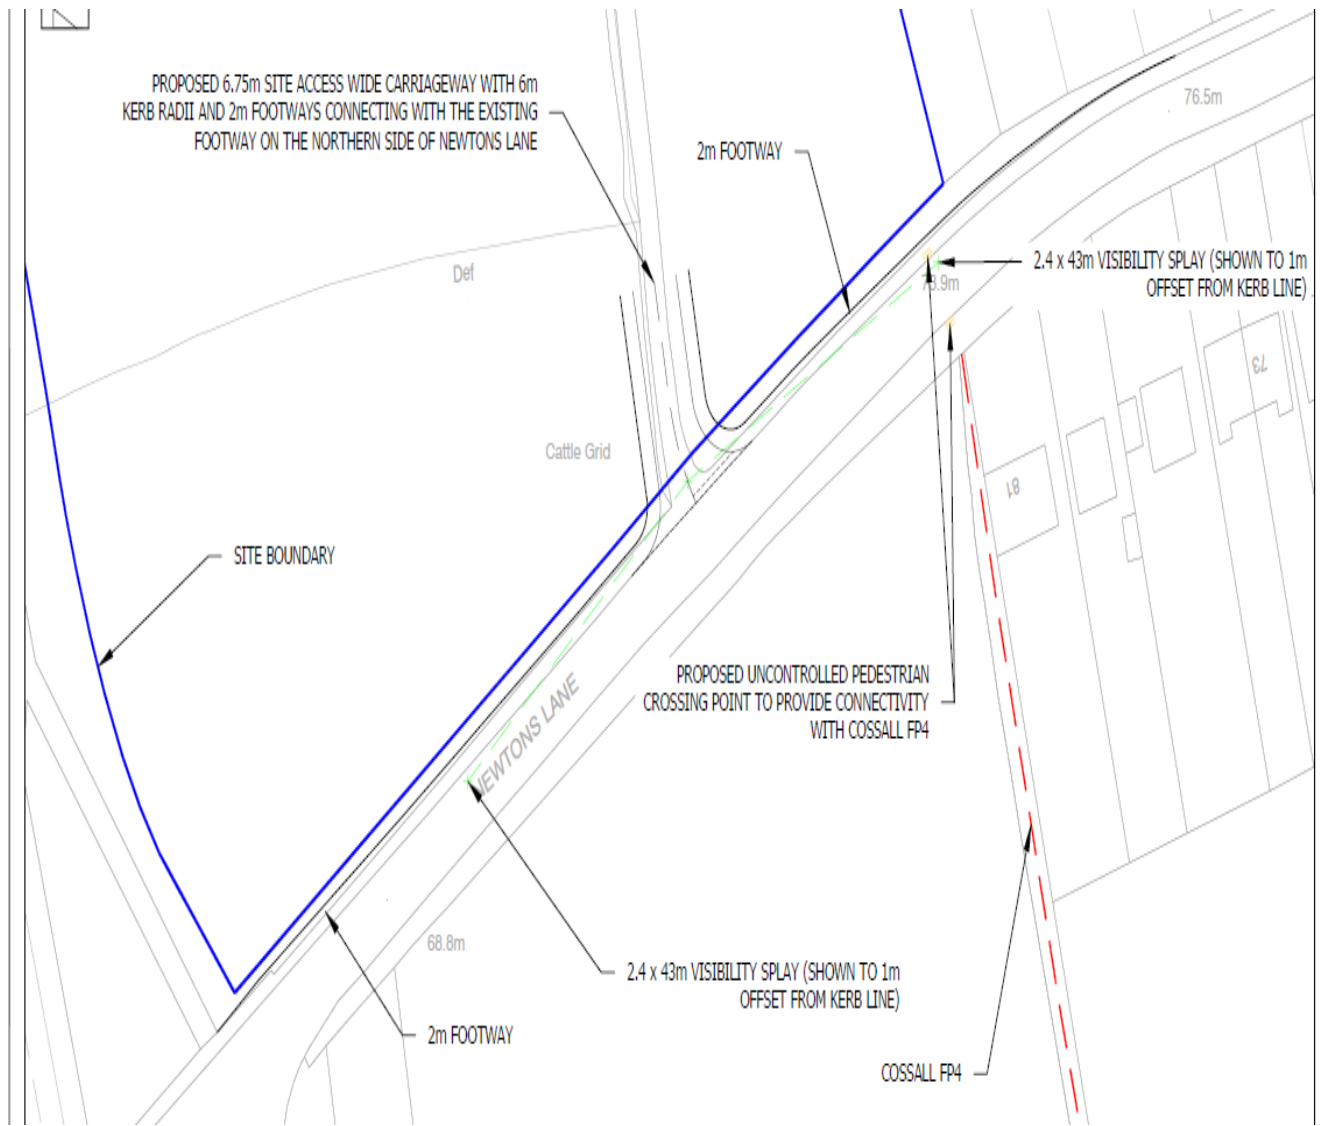 PROPOSED 6.75m SITE ACCESS WIDE CARRIAGEWAY WITH 6m
KERB RADII AND 2m FOOTWAYS CONNECTING WITH THE EXISTING
FOOTWAY ON THE NORTHERN SIDE OF NEWTONS LANE
76.5m
2m FOOTWAY
2.4 x 43m VISIBILITY SPLAY (SHOWN TO 1m
OFFSET FROM KERB LINE)
Def
73
Cattle Grid
81
SITE BOUNDARY
PROPOSED UNCONTROLLED PEDESTRIAN
CROSSING POINT TO PROVIDE CONNECTIVITY
WITH COSSALL FP4
NEWTONS LANE
68.8m
2.4 x 43m VISIBILITY SPLAY (SHOWN TO 1m
OFFSET FROM KERB LINE)
2m FOOTWAY
COSSALL FP4